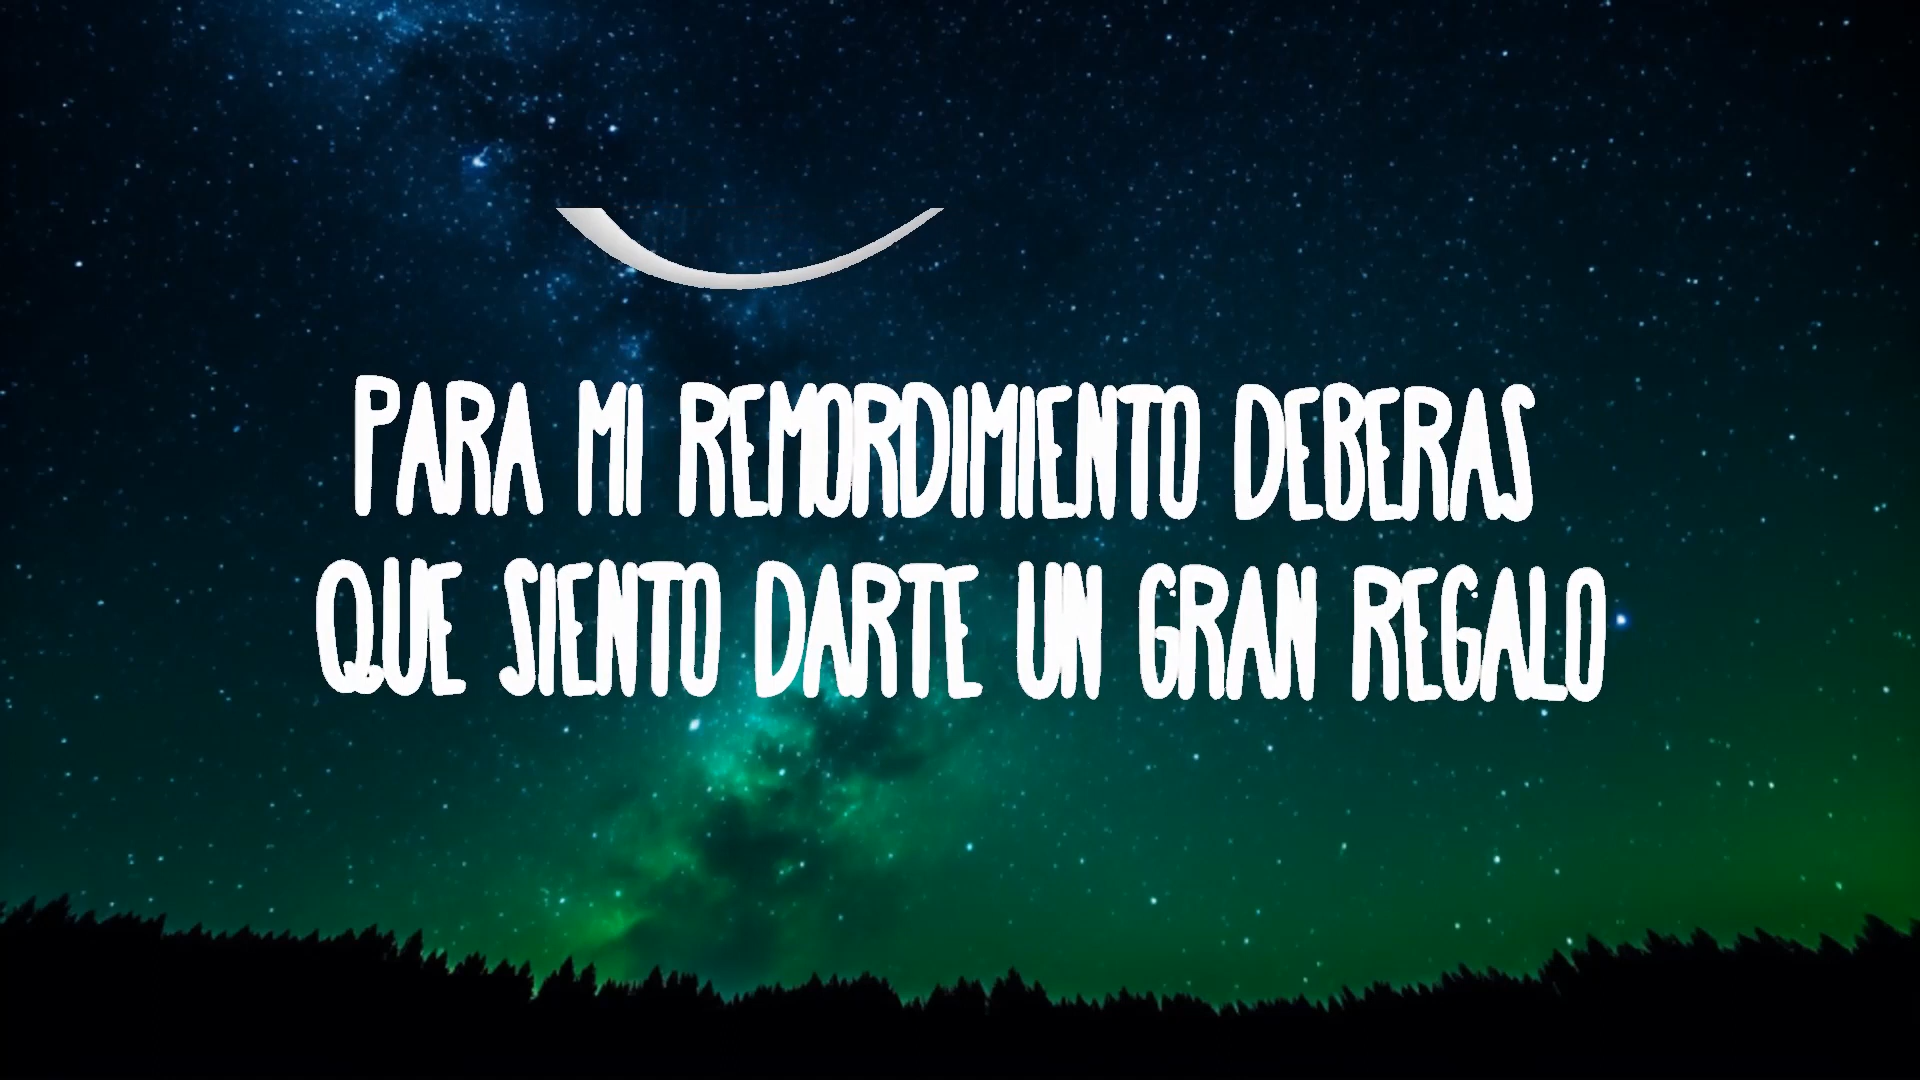 PARA MI REMORDIMIENTO DEBERAS
QUE SIENTO DARTE UN GRAN REGALO